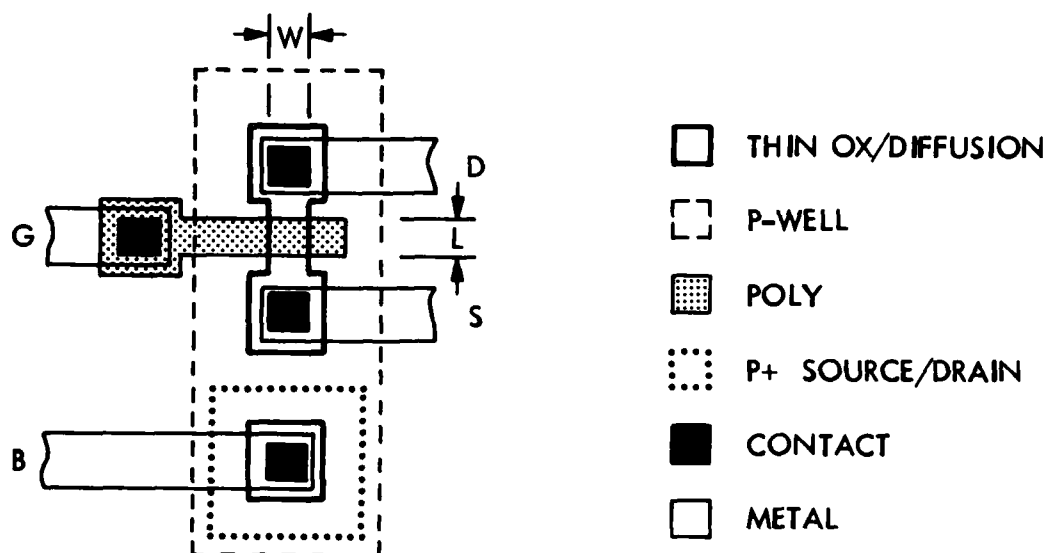 W
D
G
L
S
B
THIN OX/DIFFUSION
P-WELL
POLY
P+ SOURCE/DRAIN
CONTACT
METAL